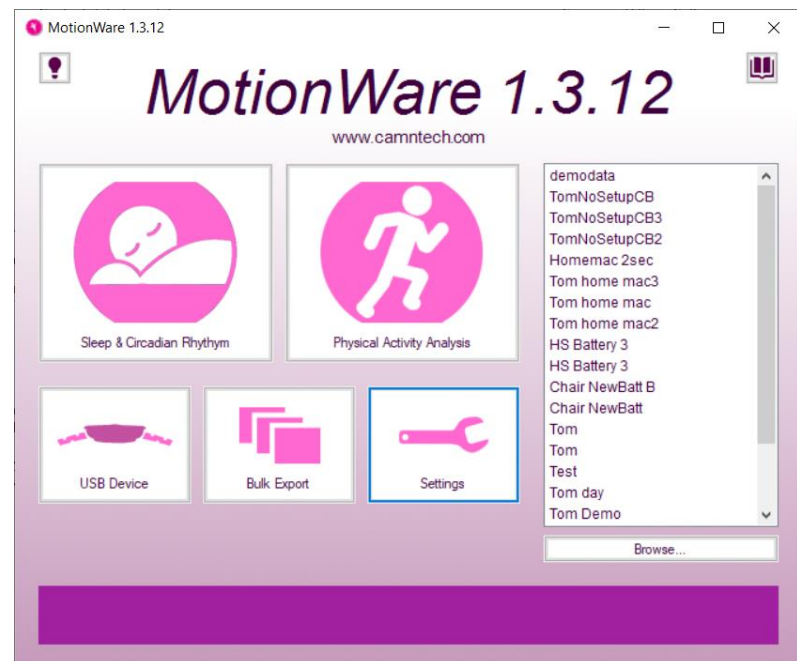 MotionWare 1.3.12
MotionWare 1.3.12
www.camntech.com
Sleep & Circadian Rhythym
Physical Activity Analysis
USB Device
Bulk Export
Settings
demodata
TomNoSetupCB
TomNoSetupCB3
TomNoSetupCB2
Homemac 2sec
Tom home mac3
Tom home mac
Tom home mac2
HS Battery 3
HS Battery 3
Chair NewBatt B
Chair NewBatt
Tom
Tom
Test
Tom day
Tom Demo
Browse...